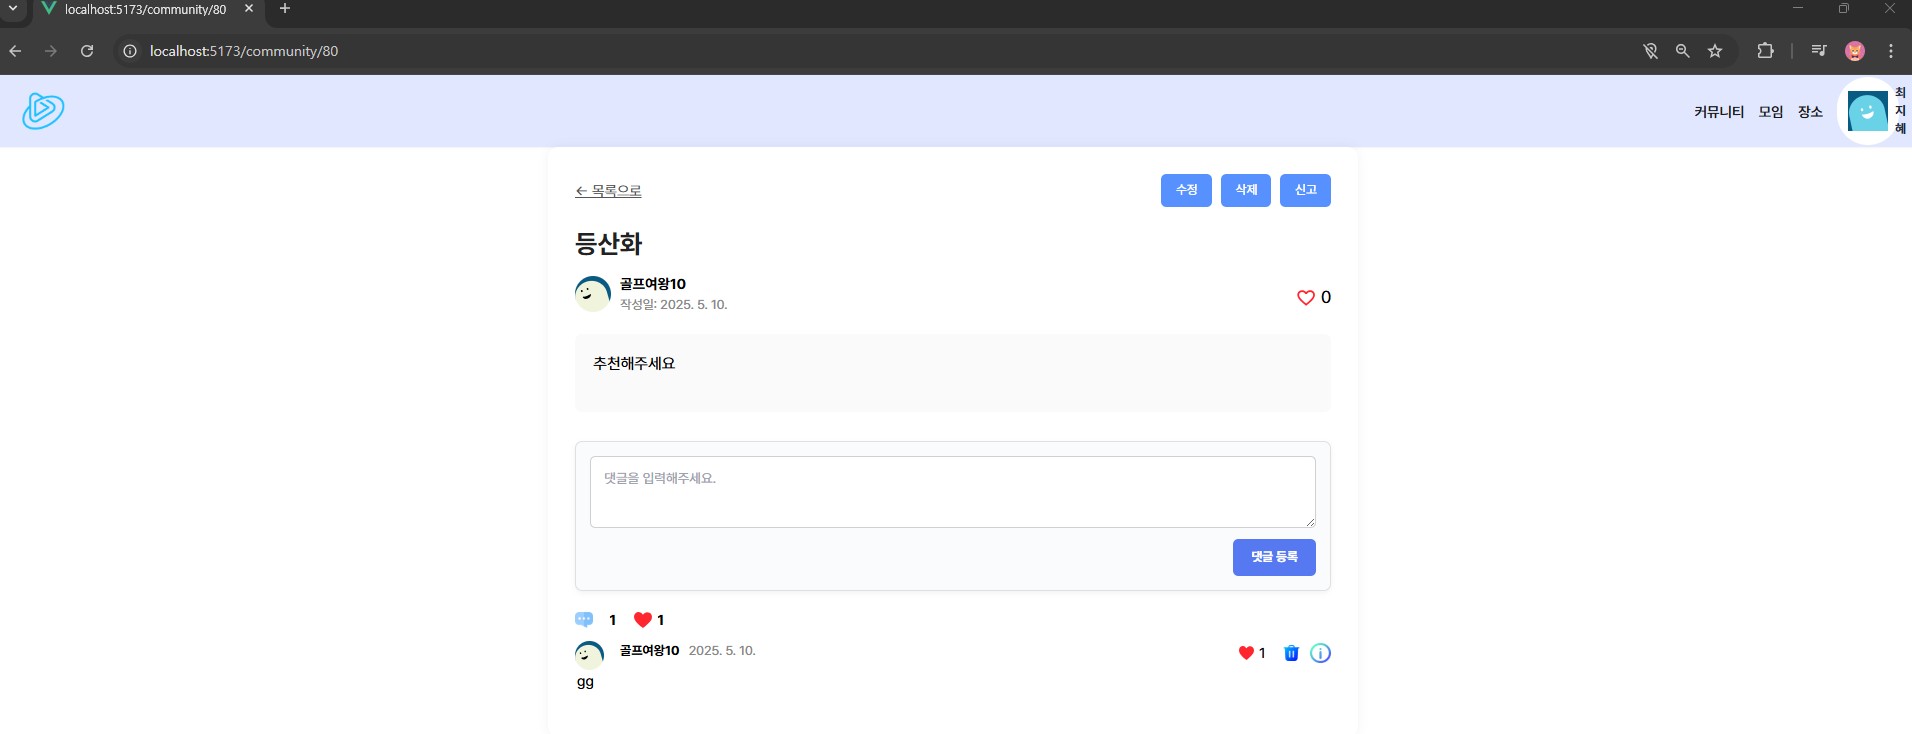 localhost:5173/community/80
localhost:5173/community/80
커뮤니티 모임 장소
최
지
혜
← 목록으로
수정 삭제 신고
등산화
골프여왕10
작성일: 2025. 5. 10.
0
추천해주세요
댓글을 입력해주세요.
댓글 등록
1 1
골프여왕10 2025. 5. 10.
1
gg